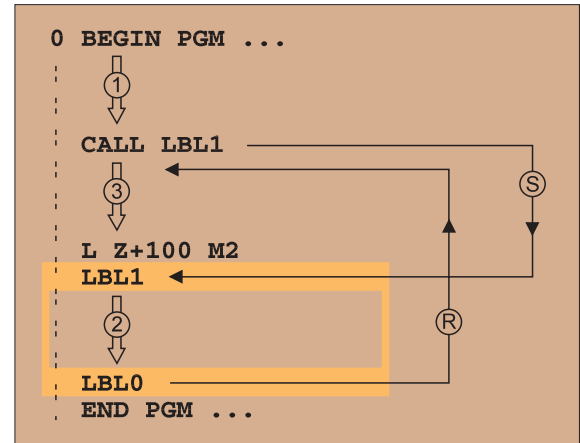 0 BEGIN PGM ...
1
CALL LBL1
S
3
L Z+100 M2
LBL1
2
R
LBL0
END PGM ...